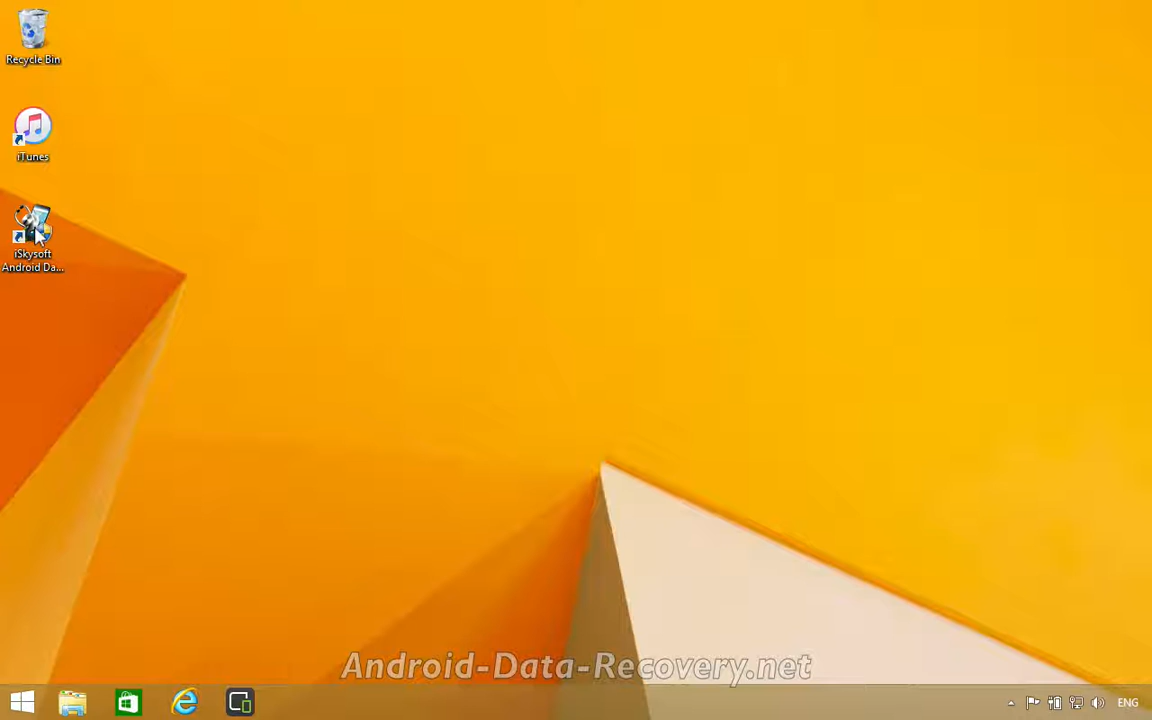 Recycle Bin
iTunes
iSkysoft
Android Da...
Android-Data-Recovery.net
ENG